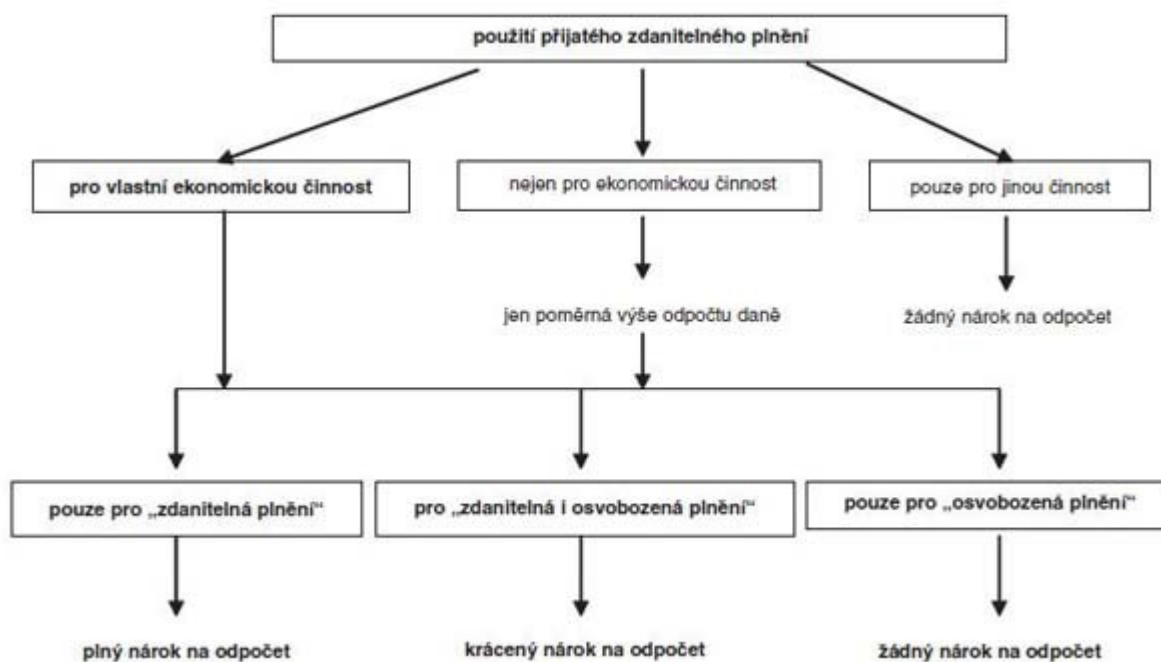 použití přijatého zdanitelného plnění
pro vlastní ekonomickou činnost
nejen pro ekonomickou činnost
pouze pro jinou činnost
jen poměrná výše odpočtu daně
žádný nárok na odpočet
pouze pro „zdanitelná plnění“
pro „zdanitelná i osvobozená plnění“
pouze pro „osvobozená plnění“
plný nárok na odpočet
krácený nárok na odpočet
žádný nárok na odpočet